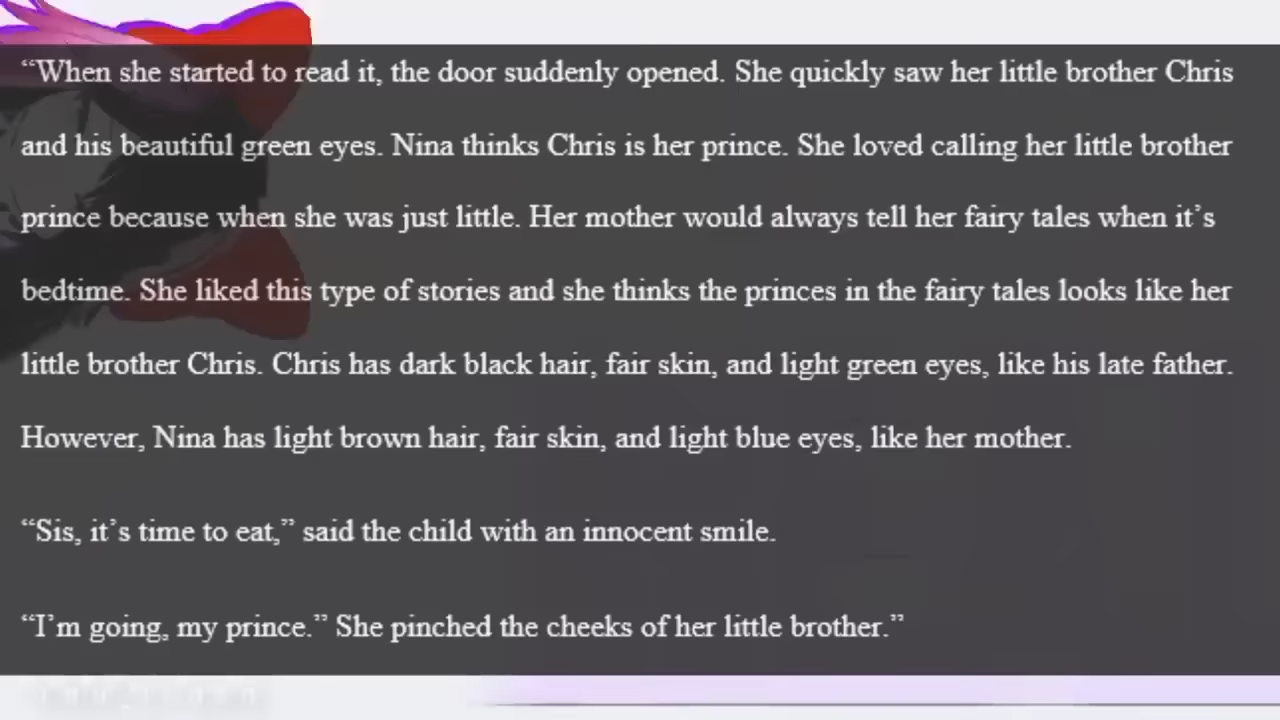 “When she started to read it, the door suddenly opened. She quickly saw her little brother Chris
and his beautiful green eyes. Nina thinks Chris is her prince. She loved calling her little brother
prince because when she was just little. Her mother would always tell her fairy tales when it’s
bedtime. She liked this type of stories and she thinks the princes in the fairy tales looks like her
little brother Chris. Chris has dark black hair, fair skin, and light green eyes, like his late father.
However, Nina has light brown hair, fair skin, and light blue eyes, like her mother.
“Sis, it’s time to eat,” said the child with an innocent smile.
“I’m going, my prince.” She pinched the cheeks of her little brother.”